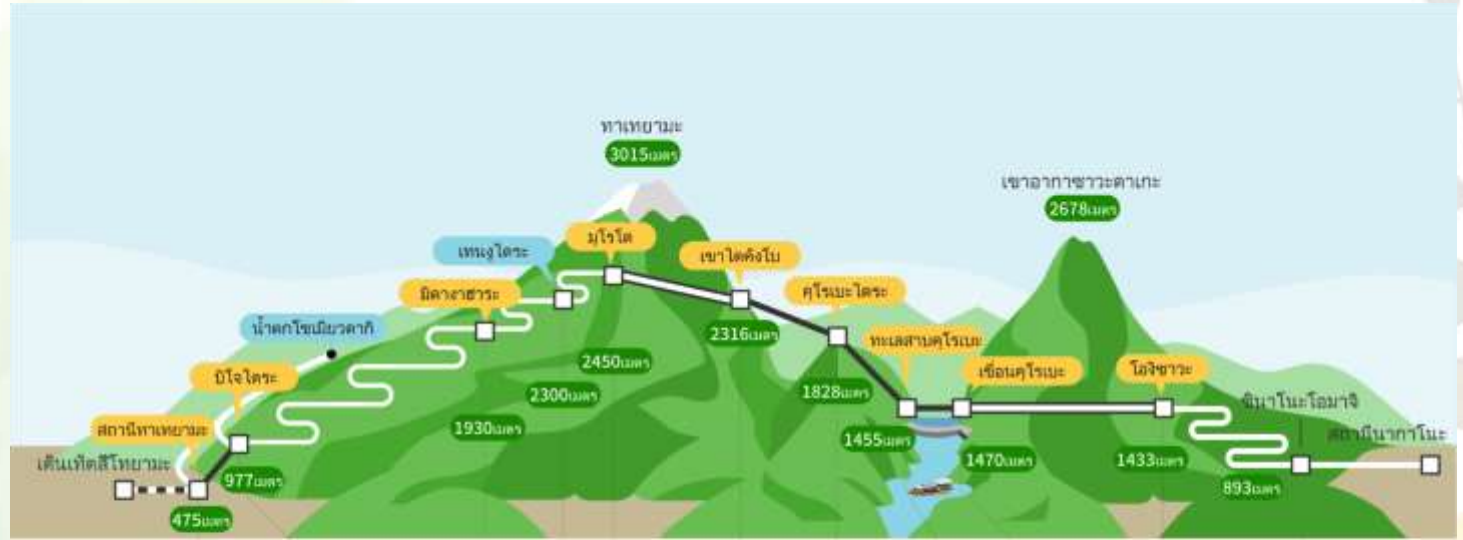 ทาเทยามะ
3015เมตร
เขาอากาซาวะดาเกะ
2678เมตร
มุโรโด
เทนงูไดระ
เขาไดคังโบ
มิดางาฮาระ
คุโรเบะไดระ
น้ำตกโชเมียวดากิ
2316เมตร
ทะเลสาบคุโรเบะ
2450เมตร
บิโจไดระ
เขื่อนคุโรเบะ
โอกิซาวะ
2300เมตร
1828เมตร
ชินาโนะโอมาจิ
สถานีทาเทยามะ
1930เมตร
สถานีนากาโนะ
1455เมตร
เด็นเท็ตสึโทยามะ
1470เมตร
1433เมตร
977เมตร
893เมตร
475เมตร